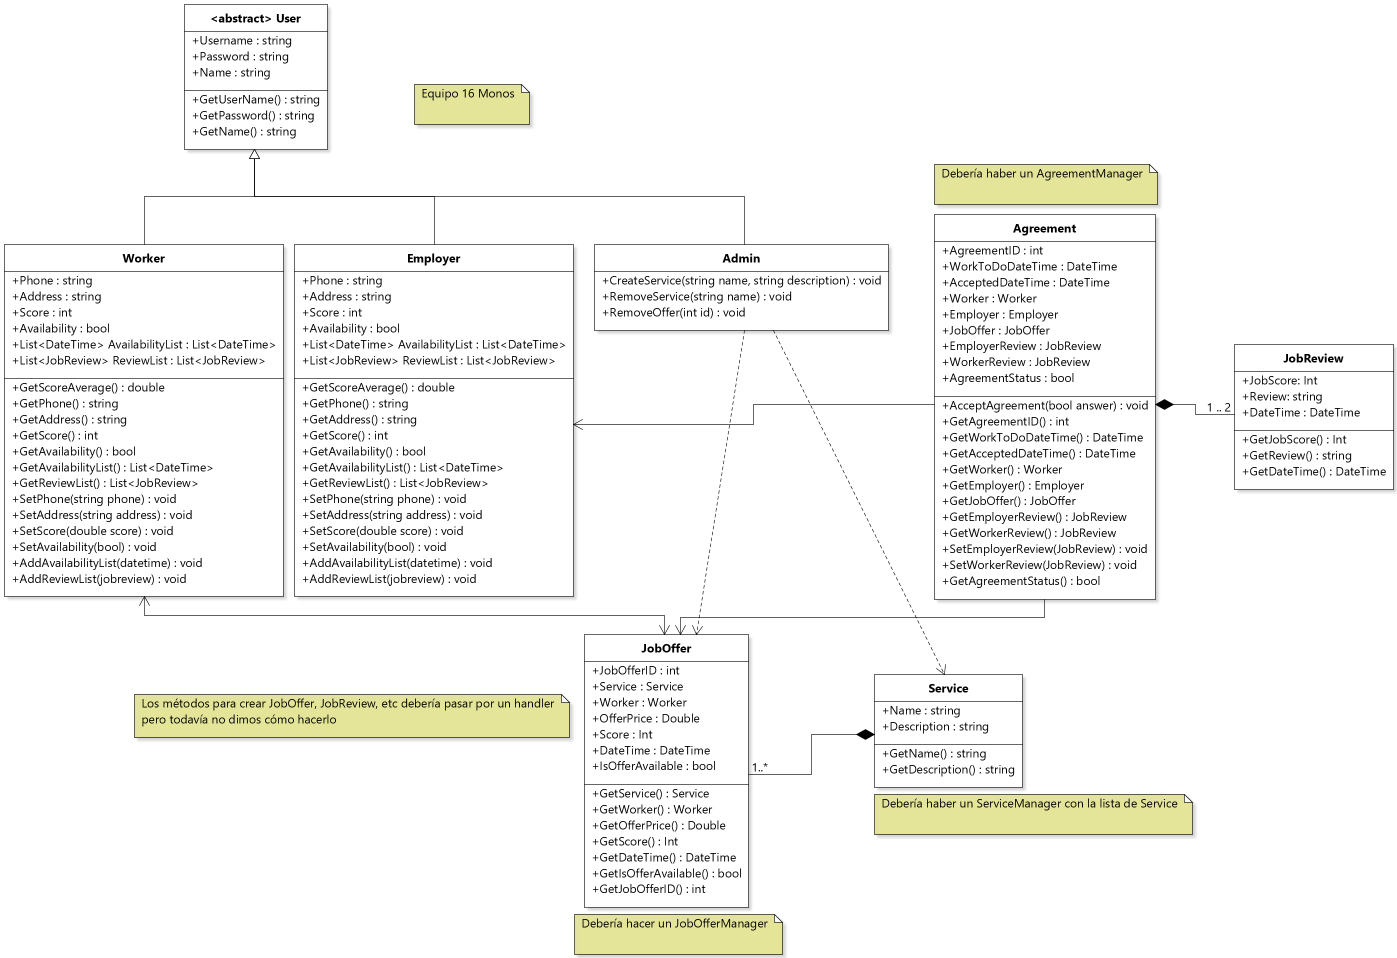 <abstract> User
+Username : string
+Password : string
+Name : string
+GetUserName() : string
+GetPassword() : string
+GetName() : string
Equipo 16 Monos
Debería haber un AgreementManager
Worker
+Phone : string
+Address : string
+Score : int
+Availability : bool
+List<DateTime> AvailabilityList : List<DateTime>
+List<JobReview> ReviewList : List<JobReview>
+GetScoreAverage() : double
+GetPhone() : string
+GetAddress() : string
+GetScore() : int
+GetAvailability() : bool
+GetAvailabilityList() : List<DateTime>
+GetReviewList() : List<JobReview>
+SetPhone(string phone) : void
+SetAddress(string address) : void
+SetScore(double score) : void
+SetAvailability(bool) : void
+AddAvailabilityList(datetime) : void
+AddReviewList(jobreview) : void
Employer
+Phone : string
+Address : string
+Score : int
+Availability : bool
+List<DateTime> AvailabilityList : List<DateTime>
+List<JobReview> ReviewList : List<JobReview>
+GetScoreAverage() : double
+GetPhone() : string
+GetAddress() : string
+GetScore() : int
+GetAvailability() : bool
+GetAvailabilityList() : List<DateTime>
+GetReviewList() : List<JobReview>
+SetPhone(string phone) : void
+SetAddress(string address) : void
+SetScore(double score) : void
+SetAvailability(bool) : void
+AddAvailabilityList(datetime) : void
+AddReviewList(jobreview) : void
Admin
+CreateService(string name, string description) : void
+RemoveService(string name) : void
+RemoveOffer(int id) : void
Agreement
+AgreementID : int
+WorkToDoDateTime : DateTime
+AcceptedDateTime : DateTime
+Worker : Worker
+Employer : Employer
+JobOffer : JobOffer
+EmployerReview : JobReview
+WorkerReview : JobReview
+AgreementStatus : bool
+AcceptAgreement(bool answer) : void
+GetAgreementID() : int
+GetWorkToDoDateTime() : DateTime
+GetAcceptedDateTime() : DateTime
+GetWorker() : Worker
+GetEmployer() : Employer
+GetJobOffer() : JobOffer
+GetEmployerReview() : JobReview
+GetWorkerReview() : JobReview
+SetEmployerReview(JobReview) : void
+SetWorkerReview(JobReview) : void
+GetAgreementStatus() : bool
1 .. 2
JobReview
+JobScore: Int
+Review: string
+DateTime : DateTime
+GetJobScore() : Int
+GetReview() : string
+GetDateTime() : DateTime
JobOffer
+JobOfferID : int
+Service : Service
+Worker : Worker
+OfferPrice : Double
+Score : Int
+DateTime : DateTime
+IsOfferAvailable : bool
+GetService() : Service
+GetWorker() : Worker
+GetOfferPrice() : Double
+GetScore() : Int
+GetDateTime() : DateTime
+GetIsOfferAvailable() : bool
+GetJobOfferID() : int
1..*
Service
+Name : string
+Description : string
+GetName() : string
+GetDescription() : string
Los métodos para crear JobOffer, JobReview, etc debería pasar por un handler
pero todavía no dimos cómo hacerlo
Debería haber un ServiceManager con la lista de Service
Debería hacer un JobOfferManager